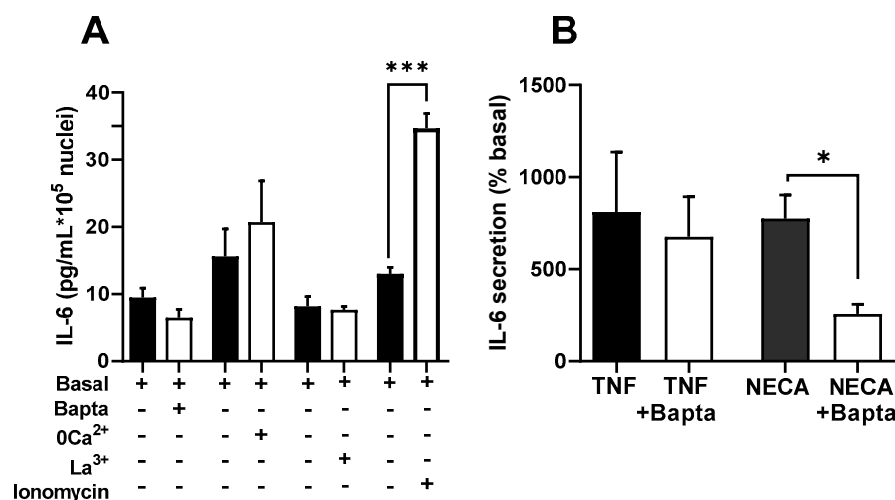 A
IL-6 (pg/mL*10⁵ nuclei)
40
30
20
10
0
***
Basal + + + + + + + +
Bapta - + - - - - - -
0Ca²⁺ - - - + - - - -
La³⁺ - - - - - + - -
Ionomycin - - - - - - - +
B
IL-6 secretion (% basal)
1500
1000
500
0
*
TNF
TNF
+Bapta
NECA
NECA
+Bapta